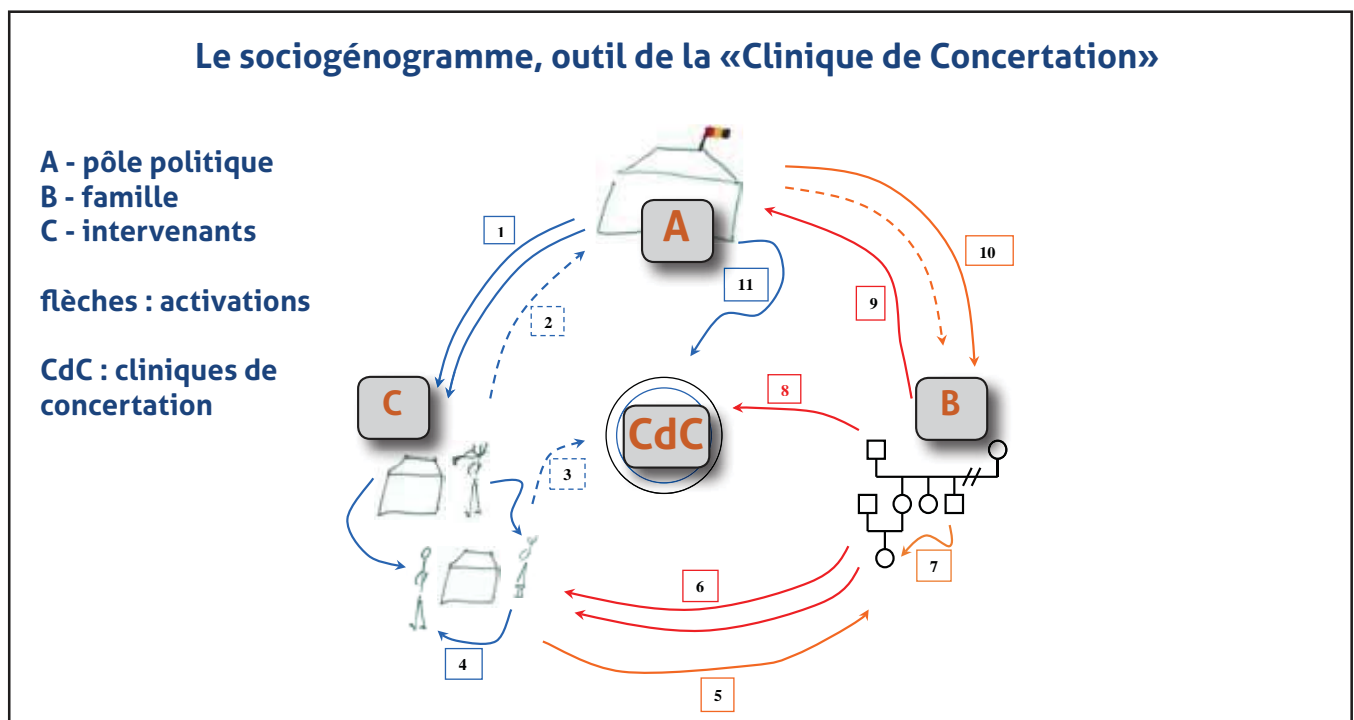 Le sociogénogramme, outil de la «Clinique de Concertation»
A - pôle politique
B - famille
C - intervenants
flèches : activations
CdC : cliniques de
concertation
A
1
10
11
2
9
C
8
B
CdC
3
7
6
4
5